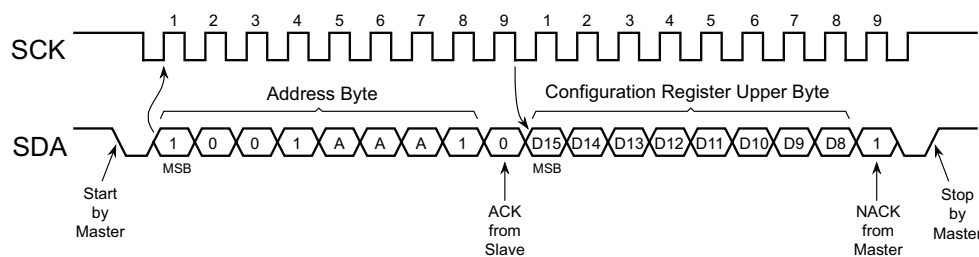 1 2 3 4 5 6 7 8 9 1 2 3 4 5 6 7 8 9
SCK
Address Byte
Configuration Register Upper Byte
SDA
1 0 0 1 A A A 1 0 D15 D14 D13 D12 D11 D10 D9 D8 1
MSB
MSB
Start
by
Master
ACK
from
Slave
NACK
from
Master
Stop
by
Master